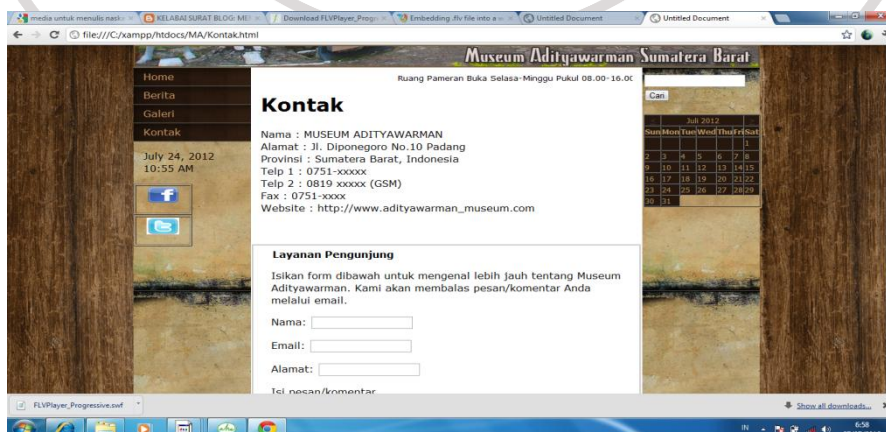 media untuk menulis naska
KELABAI SURAT BLOG: ME
Download FLVPlayer_Progr
Embedding .flv file into a w
Untitled Document
Untitled Document
file:///C:/xampp/htdocs/MA/Kontak.html
Museum Adityawarman Sumatera Barat
Home
Berita
Galeri
Kontak
July 24, 2012
10:55 AM
Ruang Pameran Buka Selasa-Minggu Pukul 08.00-16.00
Kontak
Nama : MUSEUM ADITYAWARMAN
Alamat : Jl. Diponegoro No.10 Padang
Provinsi : Sumatera Barat, Indonesia
Telp 1 : 0751-xxxxx
Telp 2 : 0819 xxxxx (GSM)
Fax : 0751-xxxx
Website : http://www.adityawarman_museum.com
Layanan Pengunjung
Isikan form dibawah untuk mengenal lebih jauh tentang Museum
Adityawarman. Kami akan membalas pesan/komentar Anda
melalui email.
Nama:
Email:
Alamat:
Isi pesan/komentar
Cari
< Juli 2012 >
Sun Mon Tue Wed Thu Fri Sat
1
2 3 4 5 6 7 8
9 10 11 12 13 14 15
16 17 18 19 20 21 22
23 24 25 26 27 28 29
30 31
FLVPlayer_Progressive.swf
Show all downloads...
IN
6:58